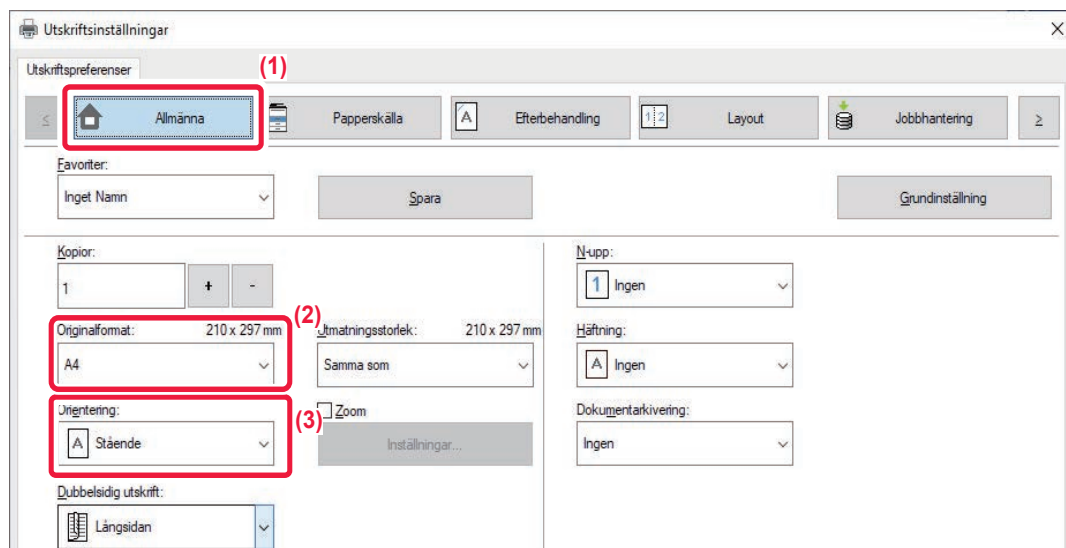 Utskriftsinställningar
Utskriftspreferenser
(1)
Allmänna
Papperskälla
Efterbehandling
Layout
Jobbhantering
Favoriter:
Inget Namn
Spara
Grundinställning
Kopior:
1
+ -
N-upp:
1 Ingen
(2)
Originalformat: 210 x 297 mm
A4
Utmatningsstorlek: 210 x 297 mm
Samma som
Häftning:
A Ingen
(3)
Orientering:
A Stående
Zoom
Inställningar...
Dokumentarkivering:
Ingen
Dubbelsidig utskrift:
Långsidan